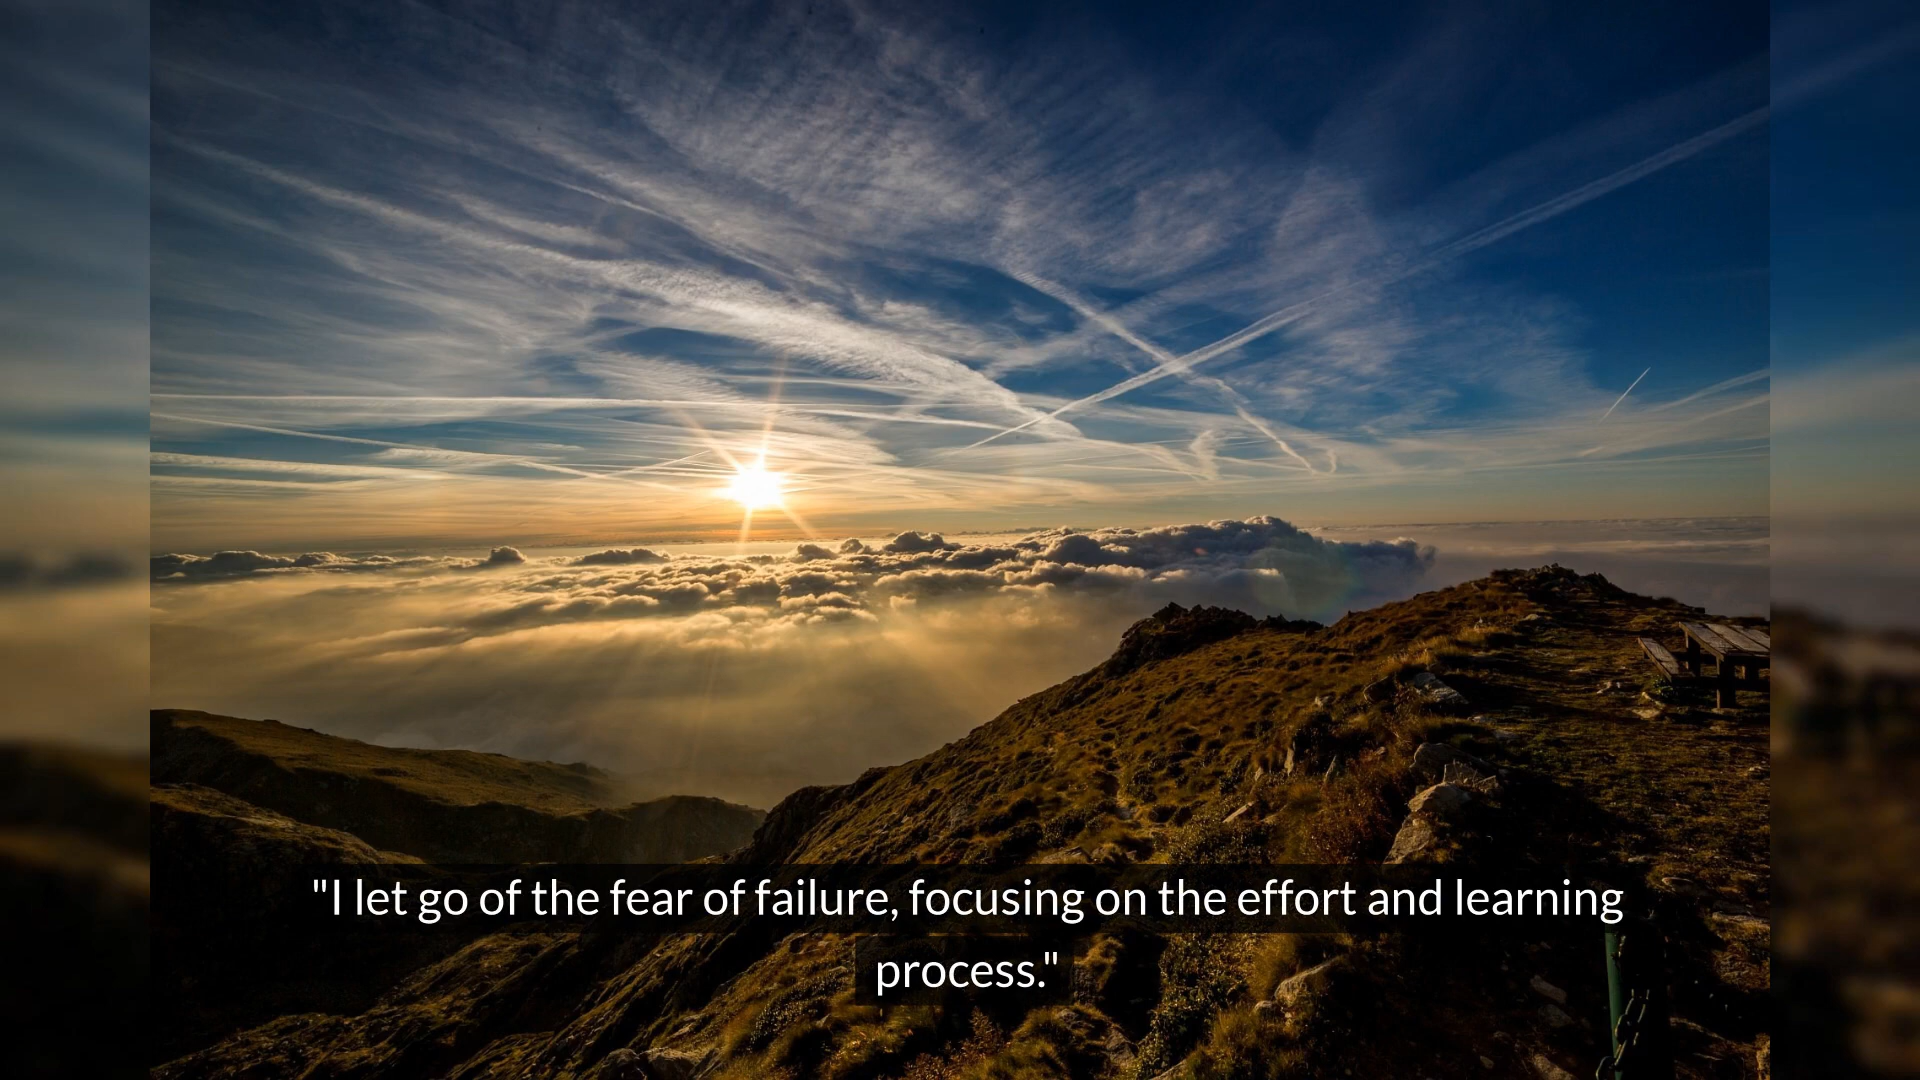 "I let go of the fear of failure, focusing on the effort and learning
process."